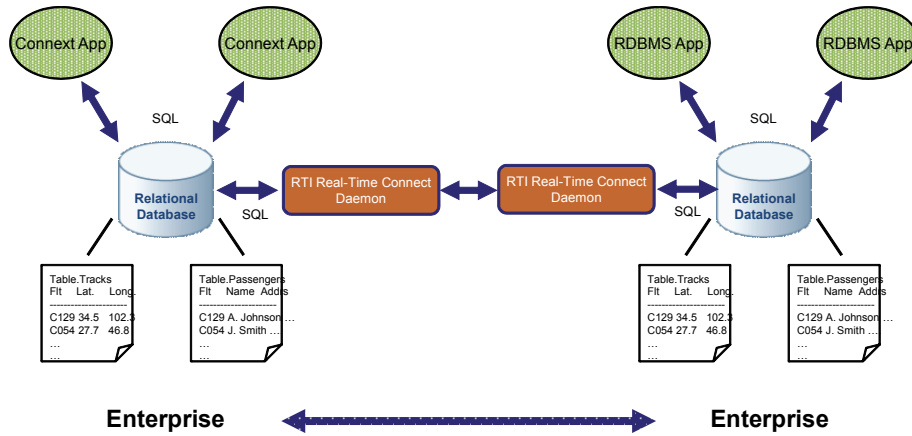 Connext App
Connext App
RDBMS App
RDBMS App
SQL
SQL
Relational
Database
SQL
RTI Real-Time Connect
Daemon
RTI Real-Time Connect
Daemon
SQL
Relational
Database
Table.Tracks
Flt Lat. Long.
------------------------
C129 34.5 102.3
C054 27.7 46.8
…
…
Table.Passengers
Flt Name Addrs
----------------------------
C129 A. Johnson …
C054 J. Smith …
…
…
Table.Tracks
Flt Lat. Long.
------------------------
C129 34.5 102.3
C054 27.7 46.8
…
…
Table.Passengers
Flt Name Addrs
----------------------------
C129 A. Johnson …
C054 J. Smith …
…
…
Enterprise
Enterprise